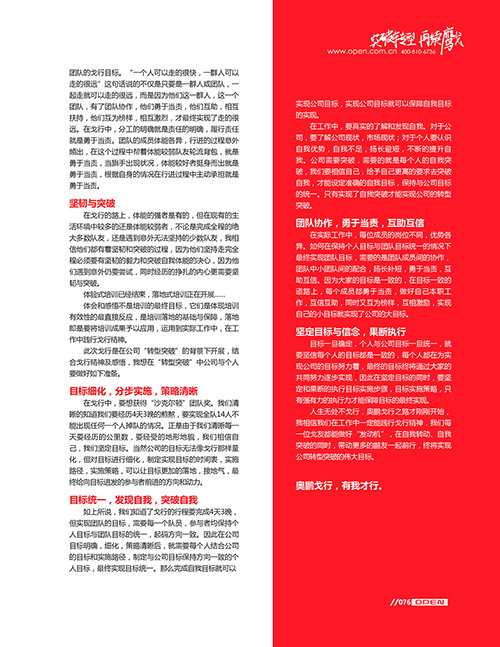 突破转型 再续鹰
www.open.com.cn 400-810-6736
团队的戈行目标。“一个人可以走的很快，一群人可以
走的很远”这句话说的不仅是只要是一群人或团队，一
起走就可以走的很远，而是因为他们这一群人，这一个
团队，有了团队协作，他们勇于当责，他们互助，相互
扶持，他们互为榜样，相互激励，才最终实现了走的很
远。在戈行中，分工的明确就是责任的明确，履行责任
就是勇于当责。团队的成员体能各异，行进的过程意外
频出，在这个过程中帮着体能较弱队友轮流背包，就是
勇于当责，当旗手出现状况，体能较好者挺身而出就是
勇于当责，根据自身的情况在行进过程中主动承担就是
勇于当责。
坚韧与突破
在戈行的路上，体能的强者是有的，但在现有的生
活环境中较多的还是体能较弱者，不论是完成全程的绝
大多数队友，还是遇到意外无法坚持的少数队友，我相
信他们都有着坚韧和突破的过程，因为他们坚持走完全
程必须要有坚韧的毅力和突破自我体能的决心，因为他
们遇到意外仍要尝试，同时经历的挣扎的内心更需要坚
韧与突破。
体验式培训已经结束，落地式培训正在开展……
体会和感悟不是培训的最终目标，它们是体现培训
有效性的最直接反应，是培训落地的基础与保障，落地
即是要将培训成果予以应用，运用到实际工作中，在工
作中践行戈行精神。
此次戈行是在公司“转型突破”的背景下开展，结
合戈行精神及感悟，我想在“转型突破”中公司与个人
要做好如下准备。
目标细化，分步实施，策略清晰
在戈行中，要想获得“沙克尔顿”团队奖。我们清
晰的知道我们要经历4天3晚的煎熬，要实现全队14人不
能出现任何一个人掉队的情况。正是由于我们清晰每一
天要经历的公里数，要经受的地形地貌，我们相信自
己，我们坚定目标。当然公司的目标无法像戈行那样量
化，但对目标进行细化，制定实现目标的时间表，实施
路径，实施策略，可以让目标更加的落地，接地气，最
终给向目标进发的参与者前进的方向和动力。
目标统一，发现自我，突破自我
如上所说，我们知道了戈行的行程要完成4天3晚，
但实现团队的目标，需要每一个队员，参与者均保持个
人目标与团队目标的统一，起码方向一致。因此在公司
目标明确，细化，策略清晰后，就需要每个人结合公司
的目标和实施路径，制定与公司目标保持方向一致的个
人目标，最终实现目标统一。那么完成自我目标就可以
实现公司目标，实现公司目标就可以保障自我目标
的实现。
在工作中，要真实的了解和发现自我。对于公
司，要了解公司现状，市场现状；对于个人要认识
自我优势，自我不足，扬长避短，不断的提升自
我。公司需要突破，需要的就是每个人的自我突
破，我们要相信自己，给予自己更高的要求去突破
自我，才能设定准确的自我目标，保持与公司目标
的统一。只有实现了自我突破才能实现公司的转型
突破。
团队协作，勇于当责，互助互信
在实际工作中，每位成员的岗位不同，优势各
异。如何在保持个人目标与团队目标统一的情况下
最终实现团队目标，需要的是团队成员间的协作，
团队中小团队间的配合，扬长补短，勇于当责，互
助互信。因为大家的目标是一致的，在目标一致的
道路上，每个成员都勇于当责，做好自己本职工
作，互信互助，同时又互为榜样，互相激励，实现
自己的小目标就实现了公司的大目标。
坚定目标与信念，果断执行
目标一旦确定，个人与公司目标一旦统一，就
要坚信每个人的目标都是一致的，每个人都在为实
现公司的目标努力着，最终的目标终将通过大家的
共同努力逐步实现，因此在坚定目标的同时，要坚
定和果断的执行目标实施步骤，目标实施策略，只
有强有力的执行力才能保障目标的最终实现。
人生无处不戈行，奥鹏戈行之路才刚刚开始，
我相信我们在工作中一定能践行戈行精神，我们每
一位戈友都能做好“发动机”，在自我转动、自我
突破的同时，带动更多的朋友一起前行，终将实现
公司转型突破的伟大目标。
奥鹏戈行，有我才行。
//076 OPEN